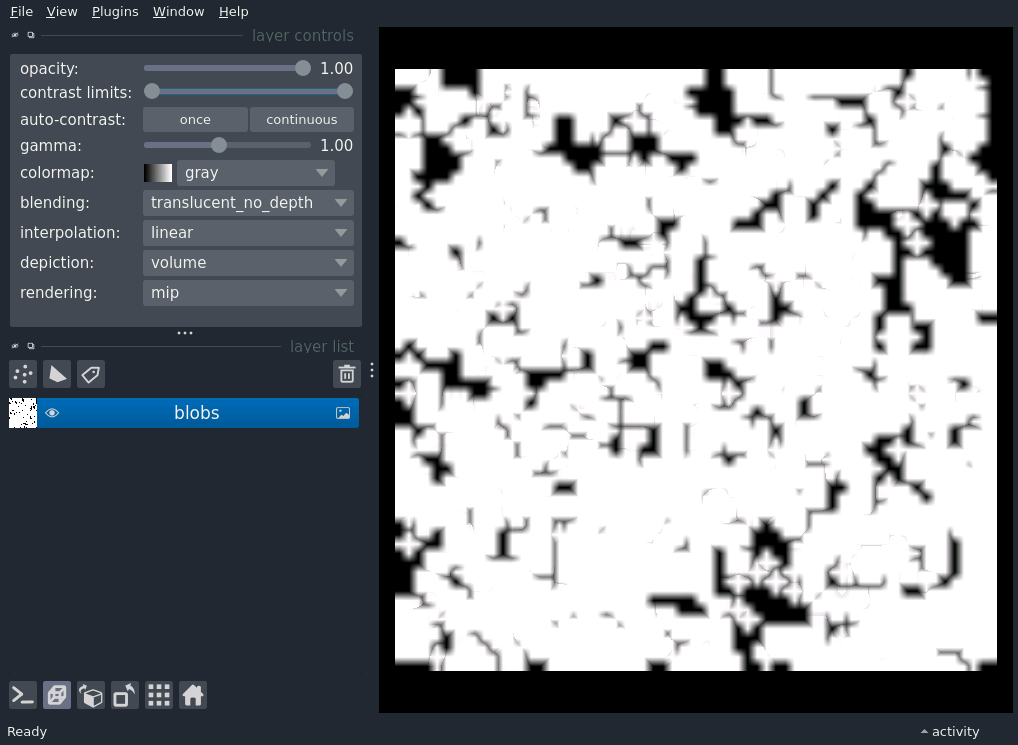 File View Plugins Window Help
layer controls
opacity: 1.00
contrast limits:
auto-contrast: once continuous
gamma: 1.00
colormap: gray
blending: translucent_no_depth
interpolation: linear
depiction: volume
rendering: mip
layer list
blobs
Ready activity